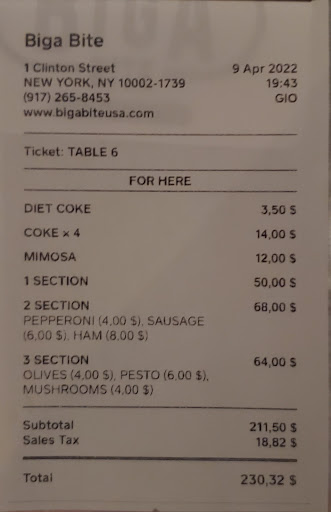 Biga Bite
1 Clinton Street 9 Apr 2022
NEW YORK, NY 10002-1739 19:43
(917) 265-8453 GIO
www.bigabiteusa.com
Ticket: TABLE 6
FOR HERE
DIET COKE 3,50 $
COKE × 4 14,00 $
MIMOSA 12,00 $
1 SECTION 50,00 $
2 SECTION 68,00 $
PEPPERONI (4,00 $), SAUSAGE
(6,00 $), HAM (8,00 $)
3 SECTION 64,00 $
OLIVES (4,00 $), PESTO (6,00 $),
MUSHROOMS (4,00 $)
Subtotal 211,50 $
Sales Tax 18,82 $
Total 230,32 $